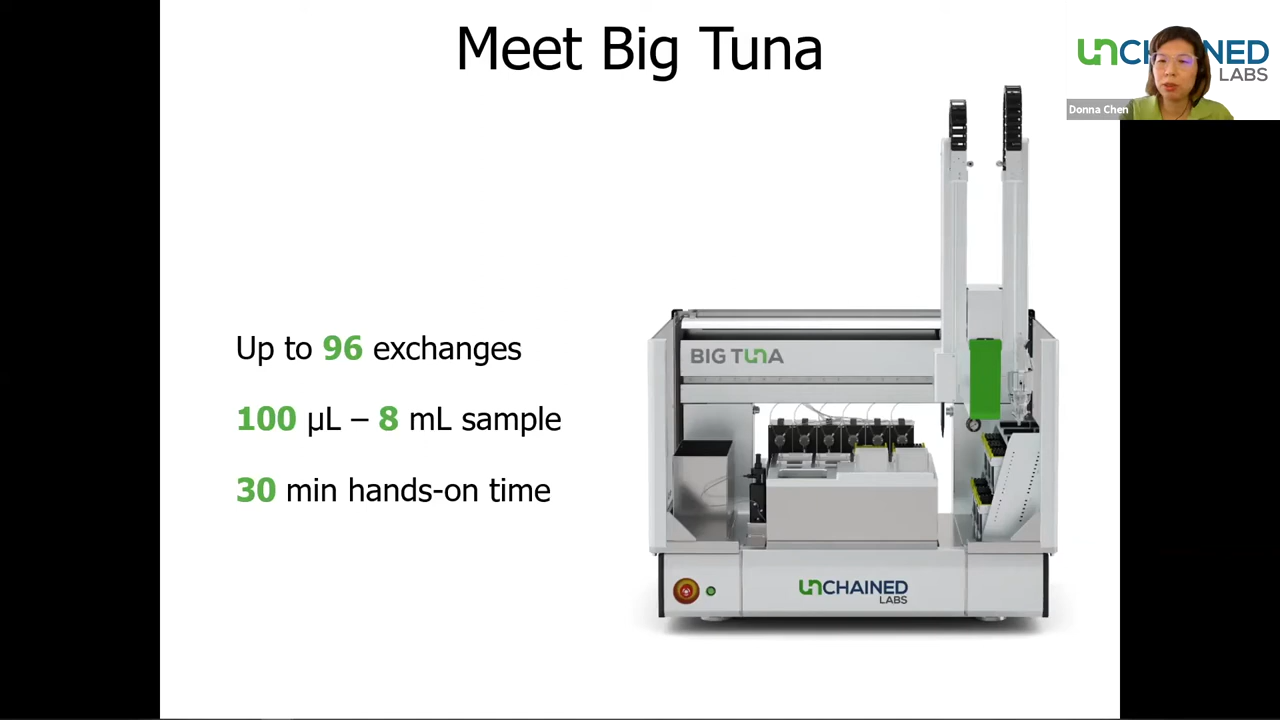 Meet Big Tuna
UNCHAINED
LABS
Donna Chen
Up to 96 exchanges
100 µL – 8 mL sample
30 min hands-on time
BIG TUNA
UNCHAINED
LABS